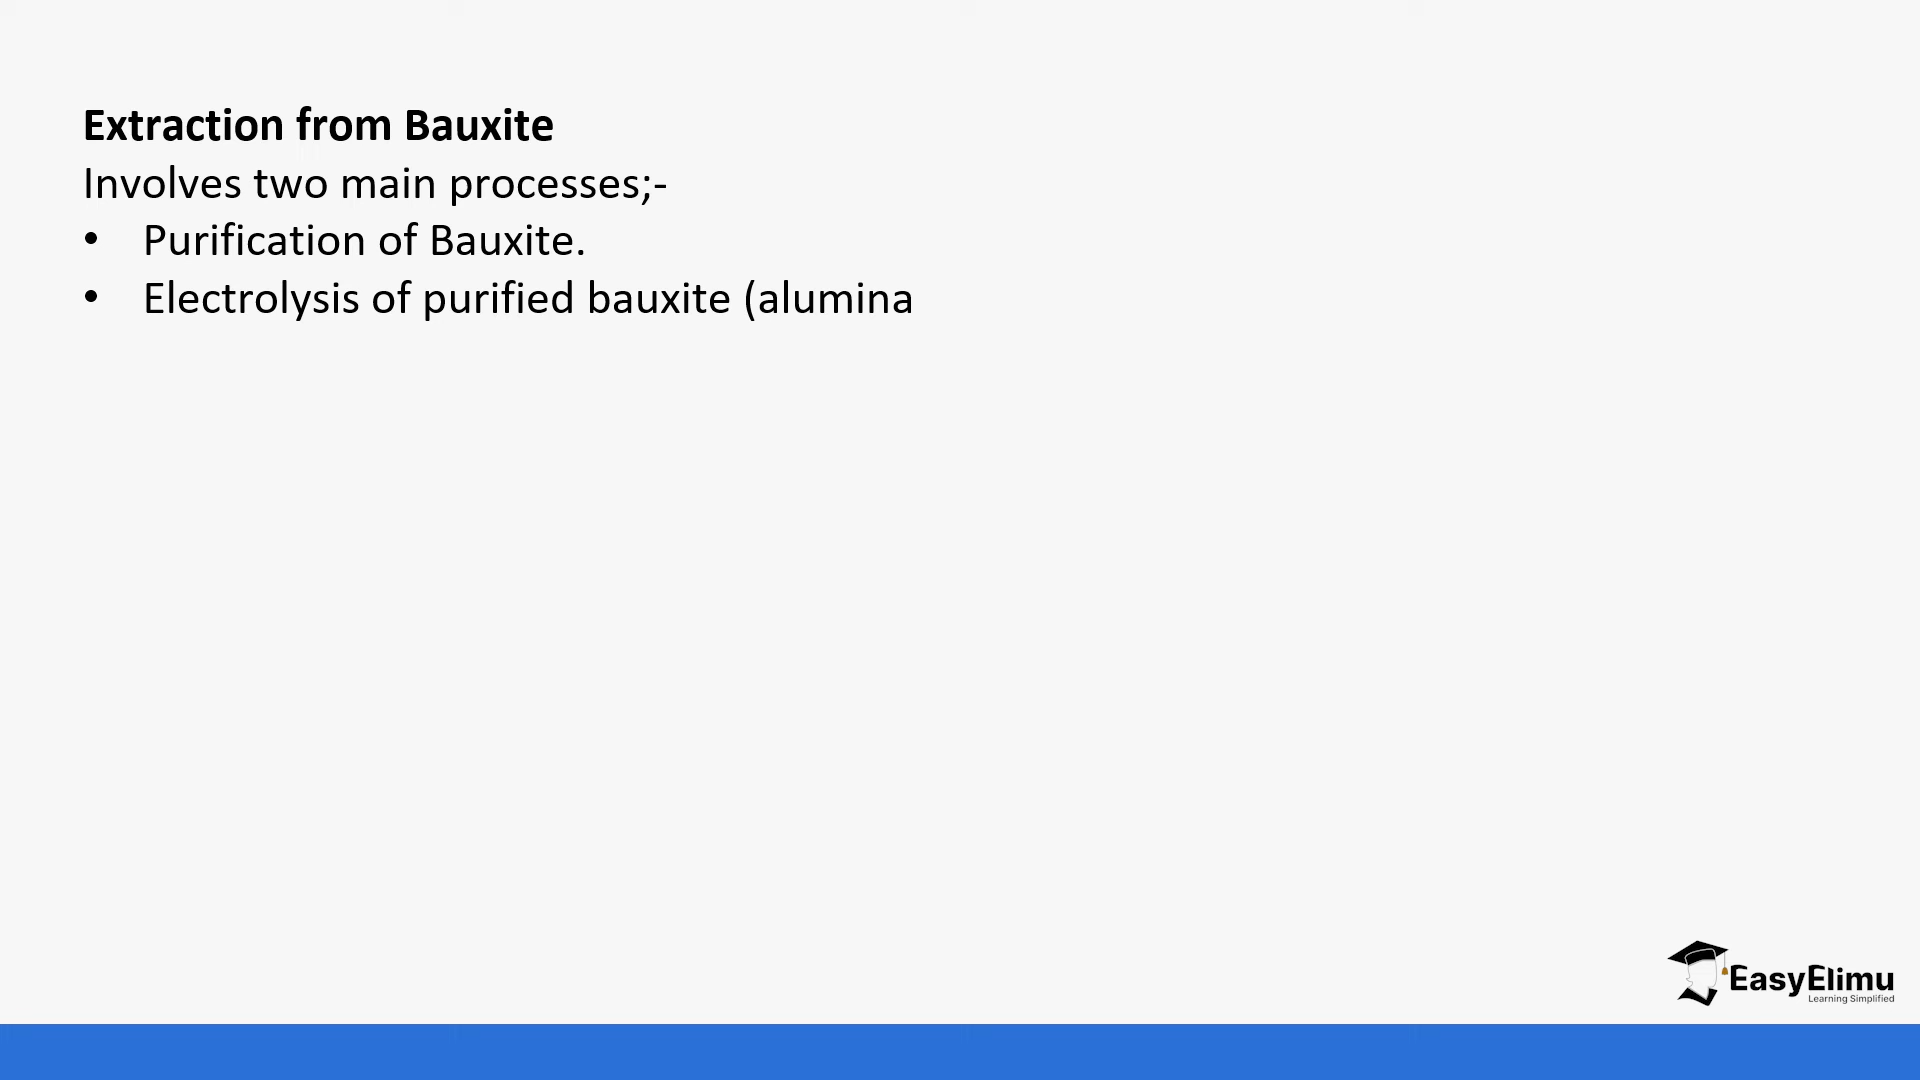 Extraction from Bauxite
Involves two main processes;-
• Purification of Bauxite.
• Electrolysis of purified bauxite (alumina
EasyElimu
Learning Simplified